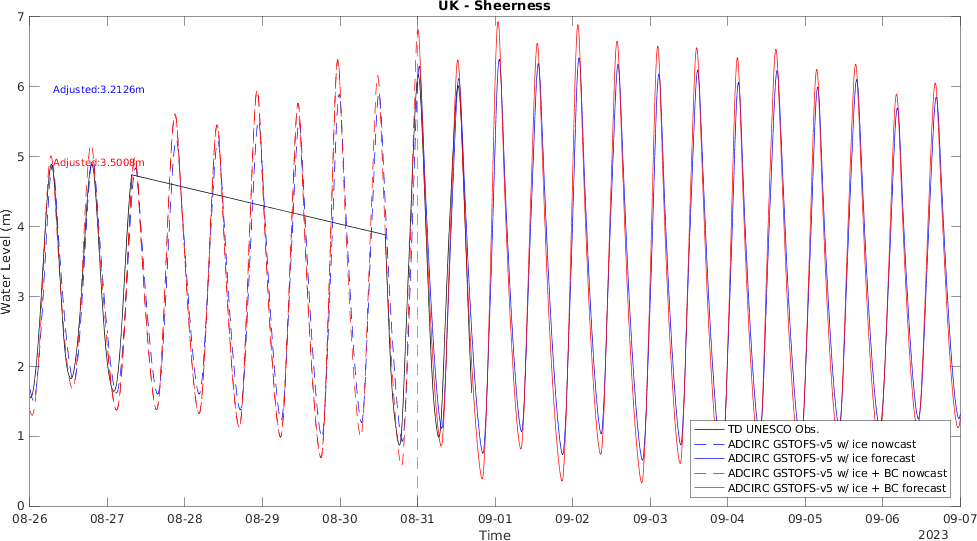 UK - Sheerness
Water Level (m)
7
6
5
4
3
2
1
0
Adjusted:3.2126m
Adjusted:3.5008m
TD UNESCO Obs.
ADCIRC GSTOFS-v5 w/ ice nowcast
ADCIRC GSTOFS-v5 w/ ice forecast
ADCIRC GSTOFS-v5 w/ ice + BC nowcast
ADCIRC GSTOFS-v5 w/ ice + BC forecast
08-26 08-27 08-28 08-29 08-30 08-31 09-01 09-02 09-03 09-04 09-05 09-06 09-07
Time
2023